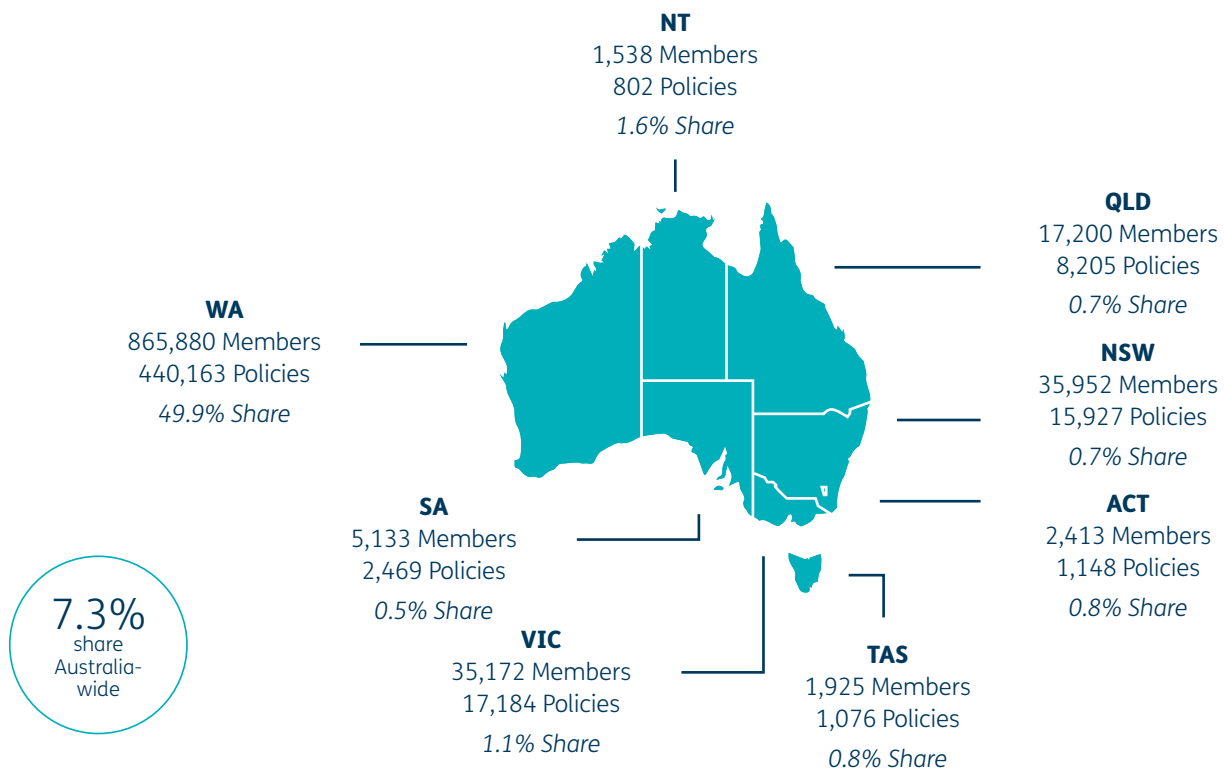 NT
1,538 Members
802 Policies
1.6% Share
QLD
17,200 Members
8,205 Policies
0.7% Share
WA
865,880 Members
440,163 Policies
49.9% Share
NSW
35,952 Members
15,927 Policies
0.7% Share
SA
5,133 Members
2,469 Policies
0.5% Share
ACT
2,413 Members
1,148 Policies
0.8% Share
7.3%
share
Australia-
wide
VIC
35,172 Members
17,184 Policies
1.1% Share
TAS
1,925 Members
1,076 Policies
0.8% Share